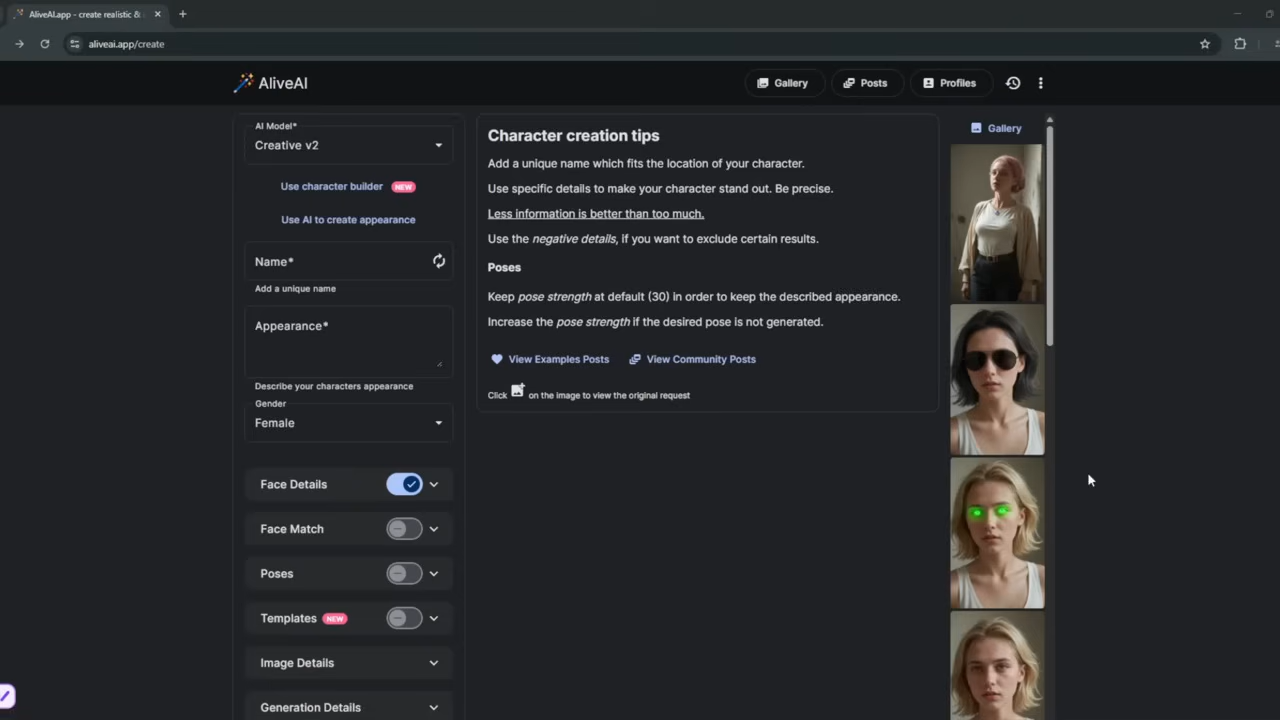 AliveAI.app - create realistic &
aliveai.app/create
AliveAI
Gallery
Posts
Profiles
AI Model*
Creative v2
Use character builder NEW
Use AI to create appearance
Name*
Add a unique name
Appearance*
Describe your characters appearance
Gender
Female
Face Details
Face Match
Poses
Templates NEW
Image Details
Generation Details
Character creation tips
Add a unique name which fits the location of your character.
Use specific details to make your character stand out. Be precise.
Less information is better than too much.
Use the negative details, if you want to exclude certain results.
Poses
Keep pose strength at default (30) in order to keep the described appearance.
Increase the pose strength if the desired pose is not generated.
View Examples Posts
View Community Posts
Click on the image to view the original request
Gallery